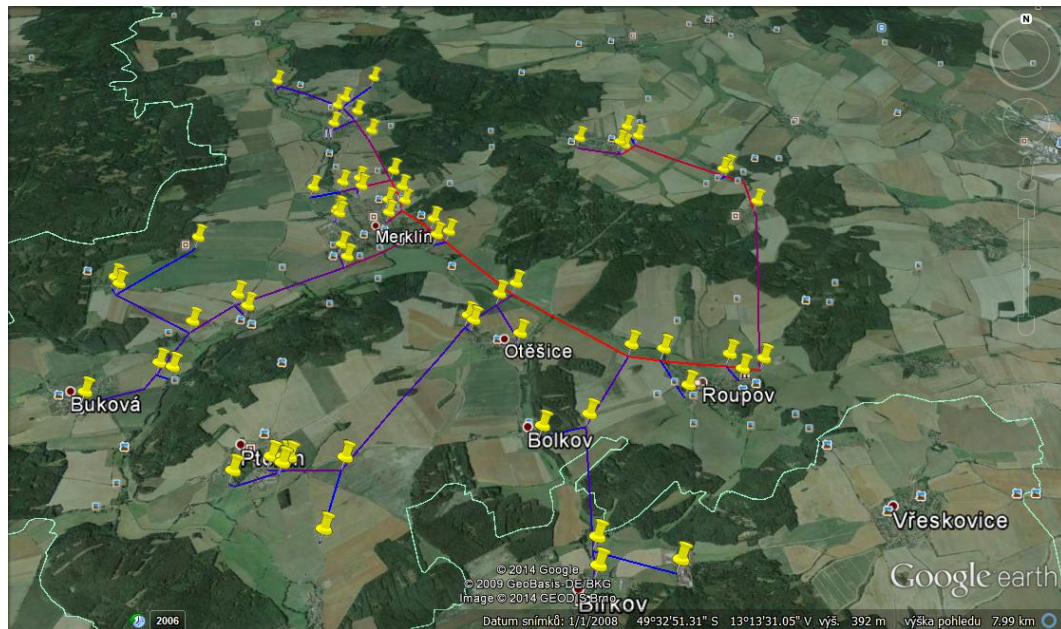 N
Merklín
Otěšice
Buková
Roupov
Bolkov
Vřeskovice
Bírkov
© 2014 Google
© 2009 GeoBasis-DE/BKG
Image © 2014 GEODIS Brno
Google earth
2006
Datum snímků: 1/1/2008 49°32'51.31" S 13°13'31.05" V výš. 392 m výška pohledu 7.99 km